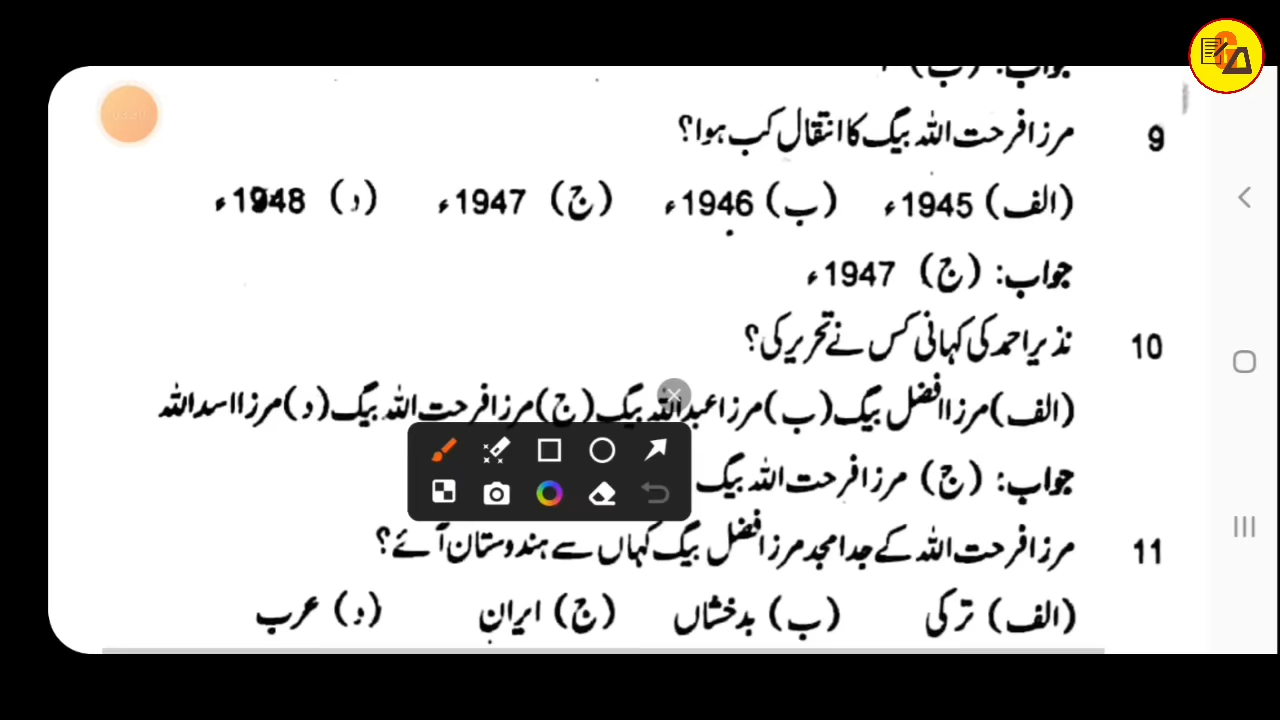 جواب: (ب)
9 مرزا فرحت اللہ بیگ کا انتقال کب ہوا؟
(الف) 1945ء (ب) 1946ء (ج) 1947ء (د) 1948ء
جواب: (ج) 1947ء
10 نذیر احمد کی کہانی کس نے تحریر کی؟
(الف) مرزا افضل بیگ (ب) مرزا عبداللہ بیگ (ج) مرزا فرحت اللہ بیگ (د) مرزا اسد اللہ
جواب: (ج) مرزا فرحت اللہ بیگ
11 مرزا فرحت اللہ کے جد امجد مرزا افضل بیگ کہاں سے ہندوستان آئے؟
(الف) ترکی (ب) بدخشاں (ج) ایران (د) عرب